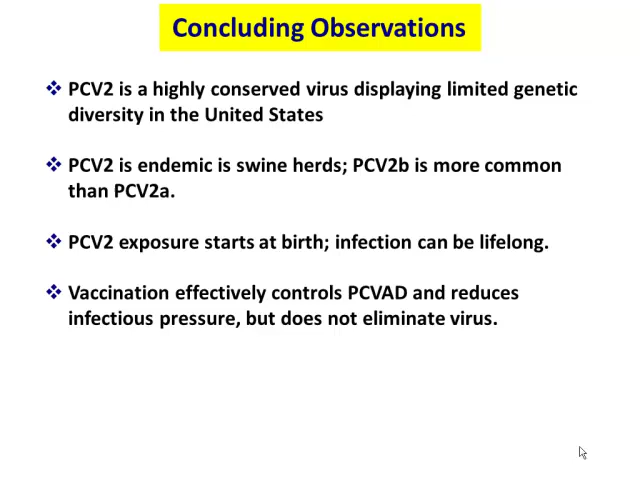 Concluding Observations
❖ PCV2 is a highly conserved virus displaying limited genetic
diversity in the United States
❖ PCV2 is endemic is swine herds; PCV2b is more common
than PCV2a.
❖ PCV2 exposure starts at birth; infection can be lifelong.
❖ Vaccination effectively controls PCVAD and reduces
infectious pressure, but does not eliminate virus.